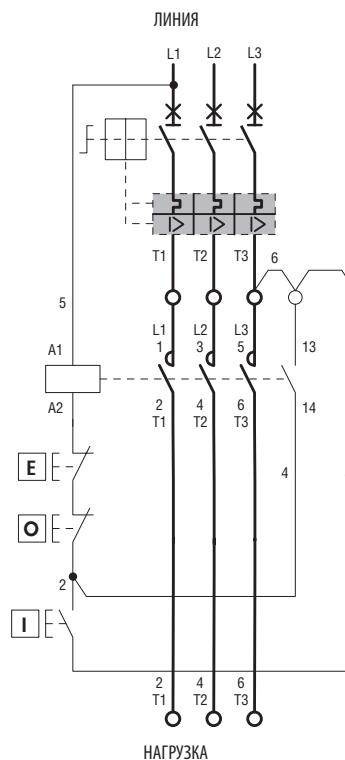 ЛИНИЯ
L1 L2 L3
I> I> I>
T1 T2 T3 6
5
L1 L2 L3
1 3 5 13
A1
A2
2 4 6 14
T1 T2 T3
E
4
O
2
I
2 4 6
T1 T2 T3
НАГРУЗКА